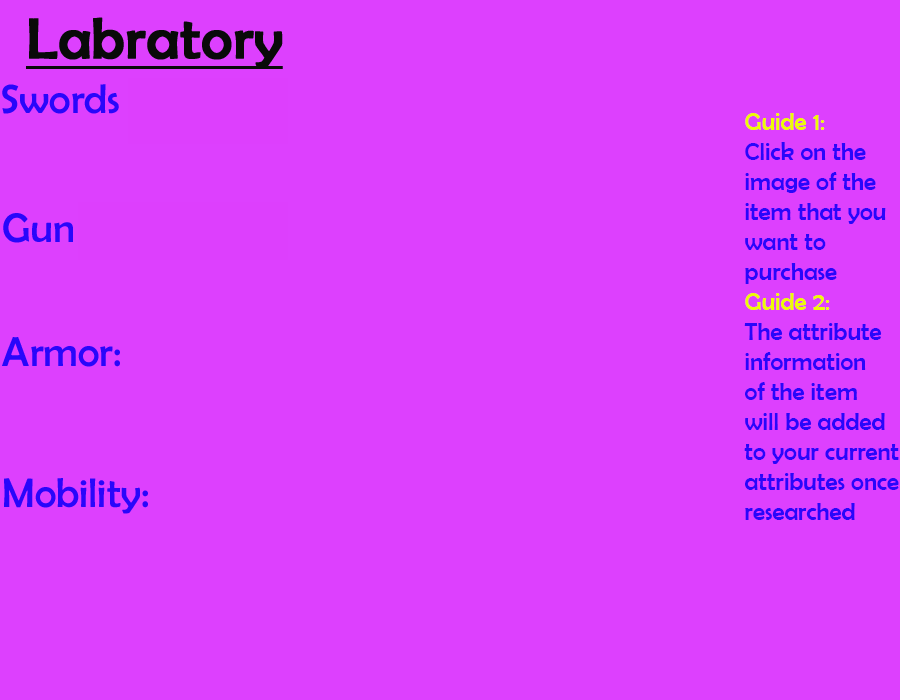 Labratory
Swords
Gun
Armor:
Mobility:
Guide 1:
Click on the
image of the
item that you
want to
purchase
Guide 2:
The attribute
information
of the item
will be added
to your current
attributes once
researched